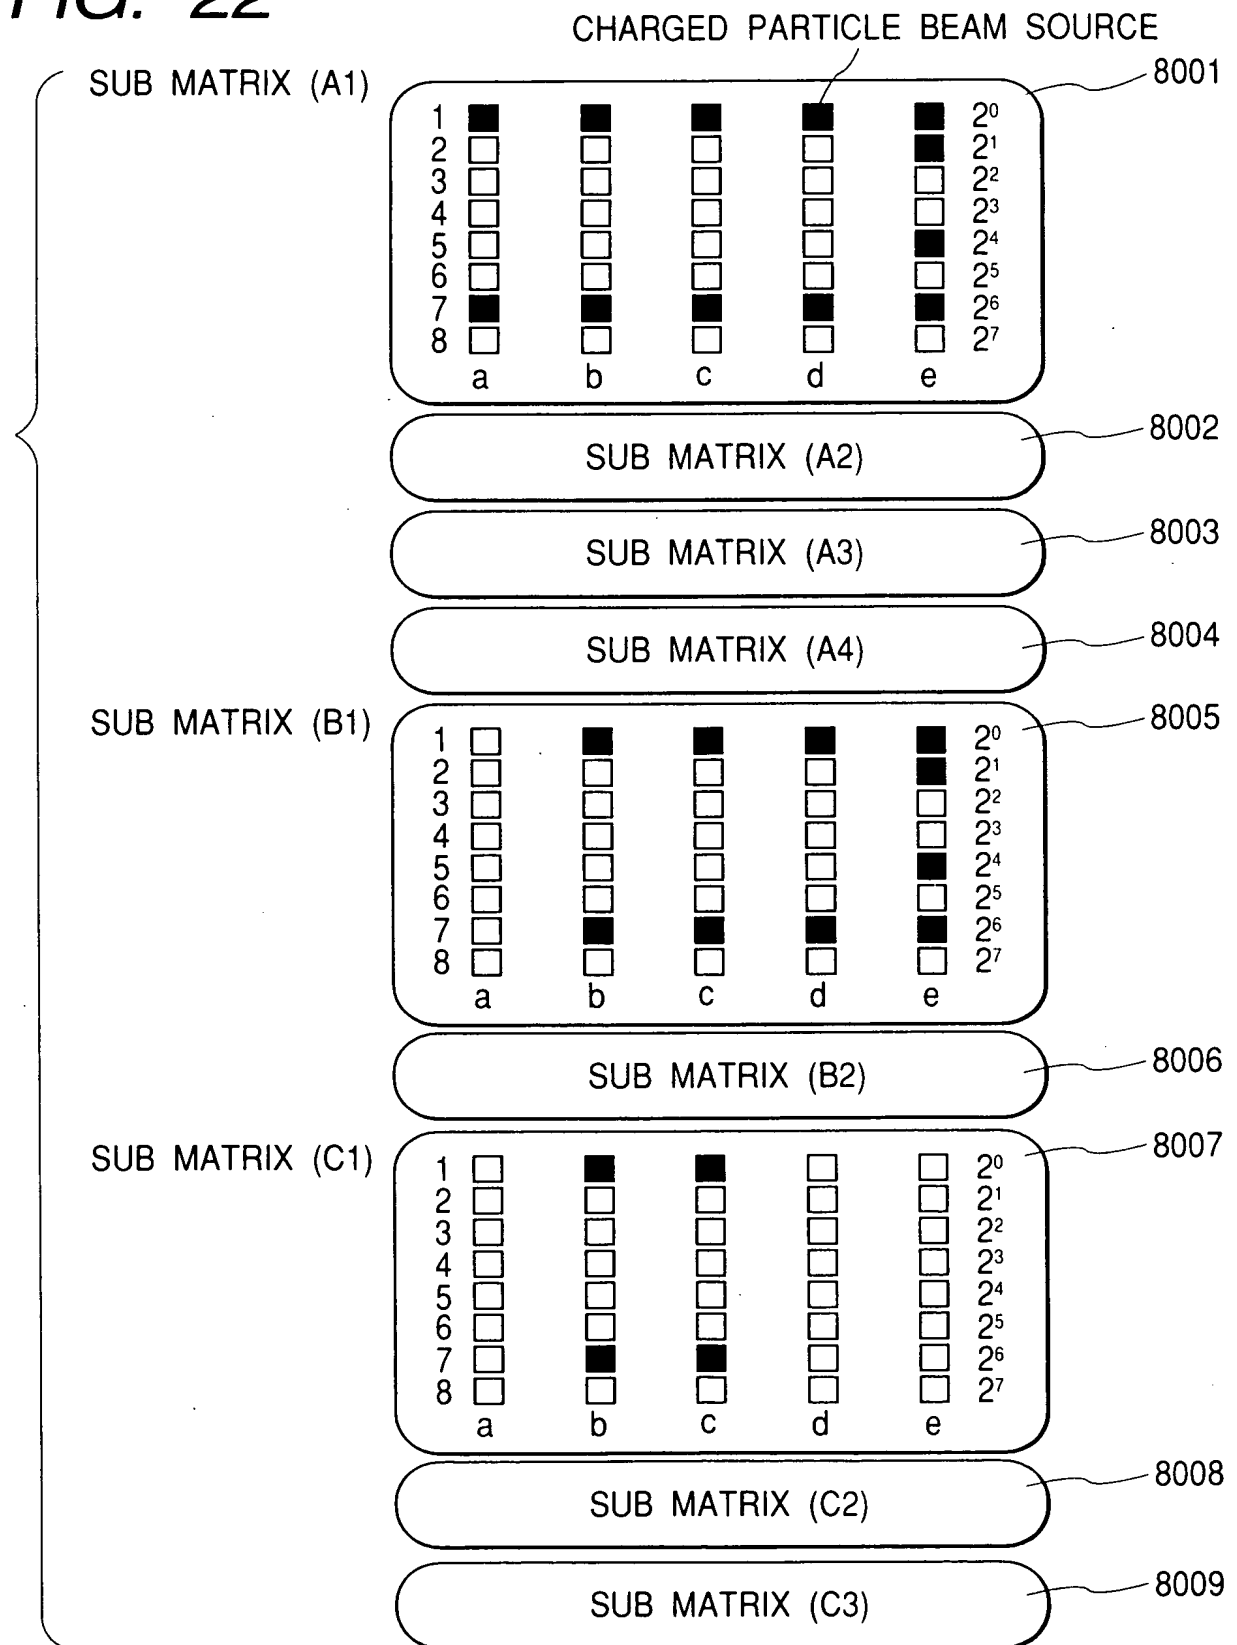 FIG. 22
CHARGED PARTICLE BEAM SOURCE
SUB MATRIX (A1)
8001
1 2⁰
2 2¹
3 2²
4 2³
5 2⁴
6 2⁵
7 2⁶
8 2⁷
a b c d e
SUB MATRIX (A2)
8002
SUB MATRIX (A3)
8003
SUB MATRIX (A4)
8004
SUB MATRIX (B1)
8005
1 2⁰
2 2¹
3 2²
4 2³
5 2⁴
6 2⁵
7 2⁶
8 2⁷
a b c d e
SUB MATRIX (B2)
8006
SUB MATRIX (C1)
8007
1 2⁰
2 2¹
3 2²
4 2³
5 2⁴
6 2⁵
7 2⁶
8 2⁷
a b c d e
SUB MATRIX (C2)
8008
SUB MATRIX (C3)
8009